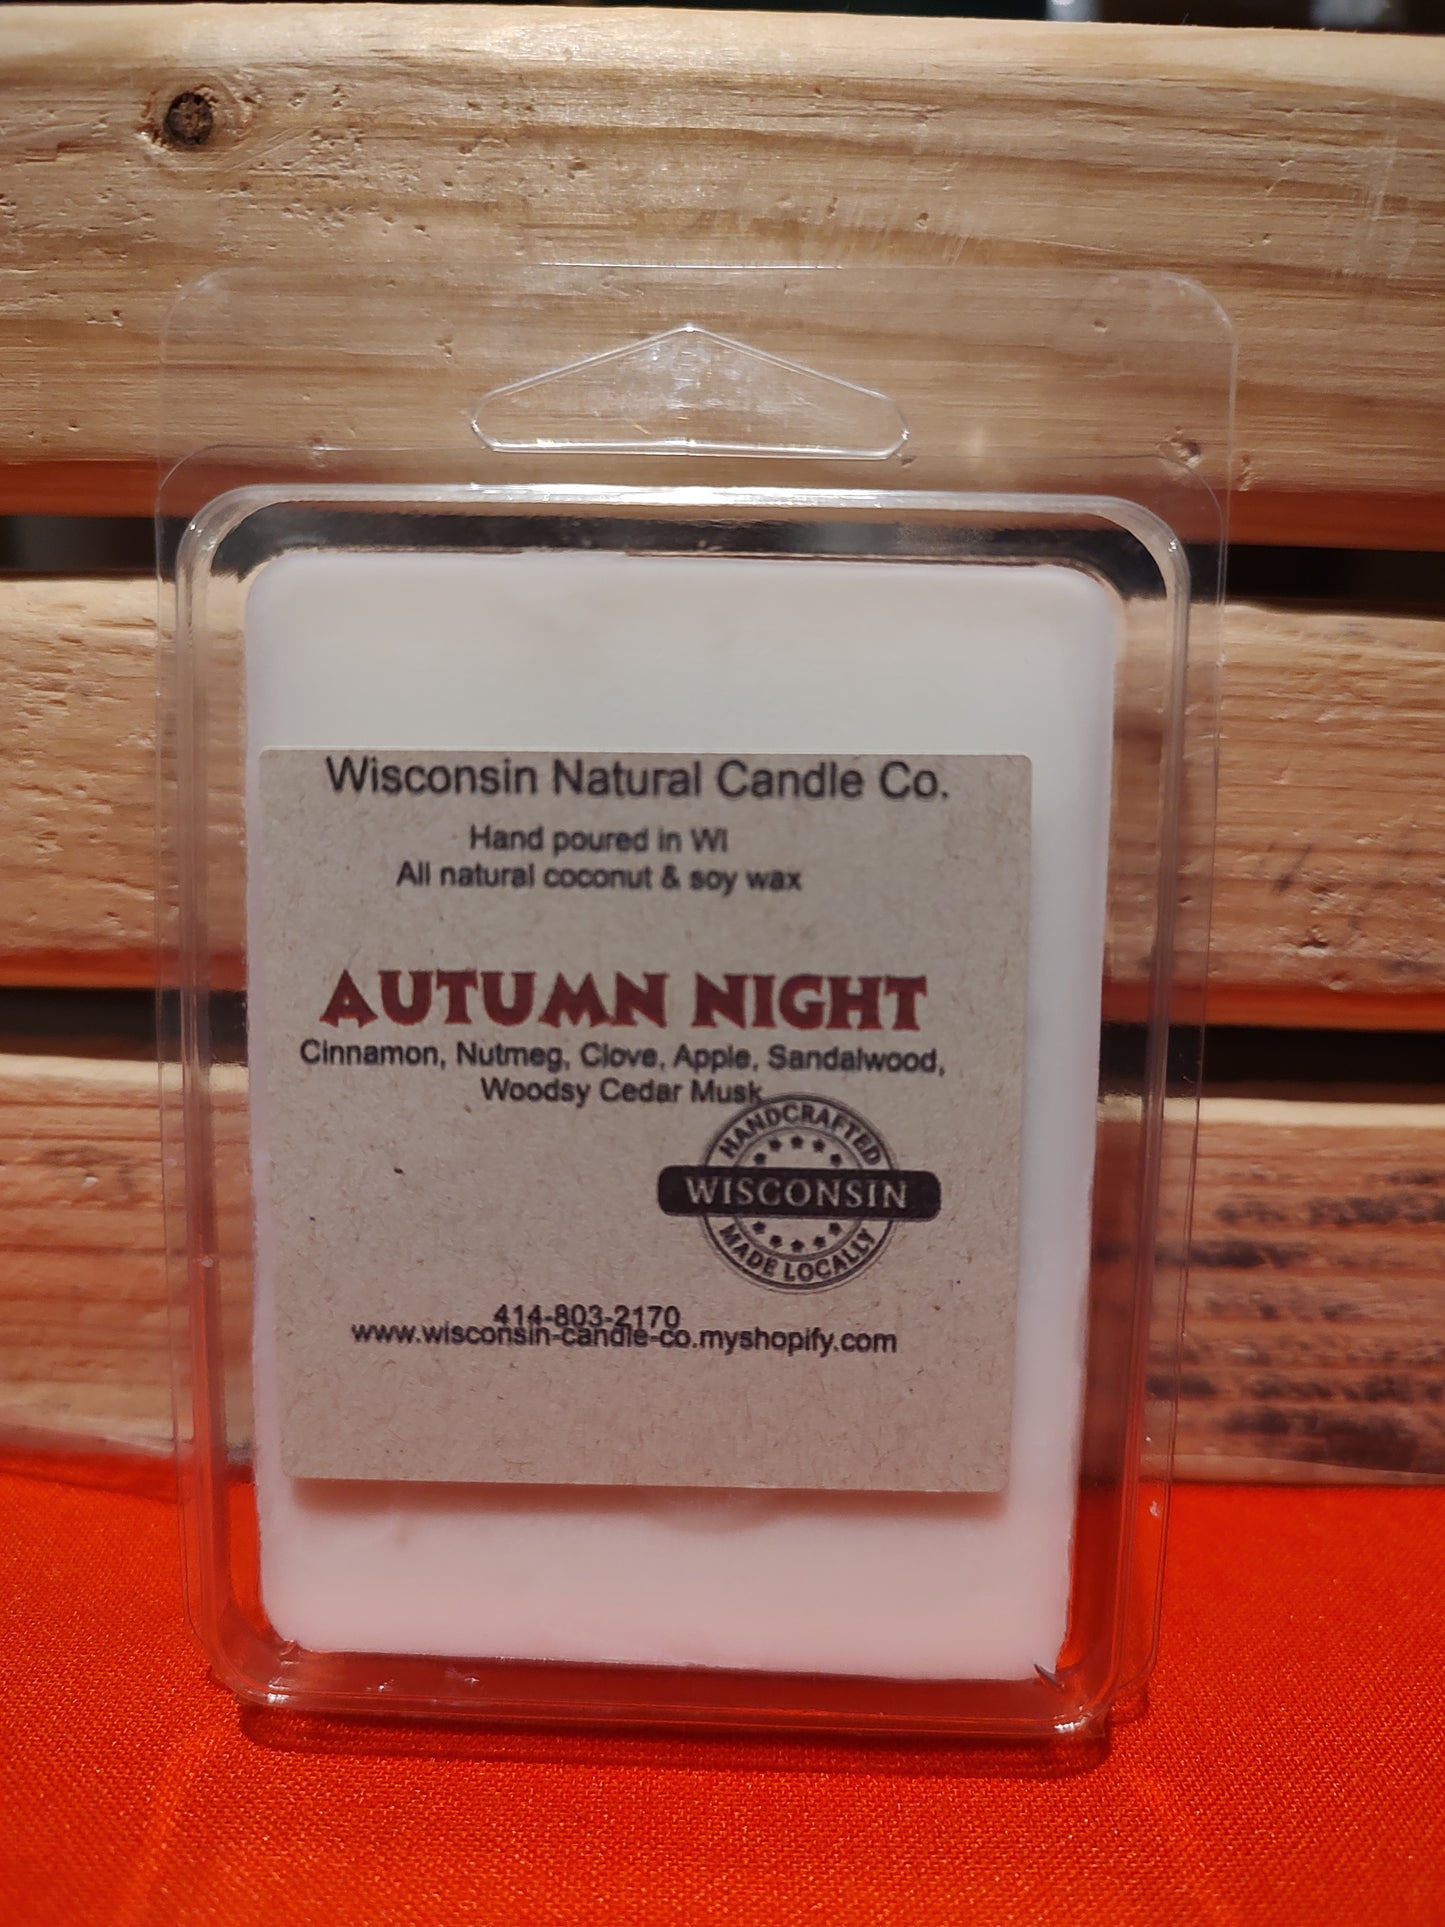 Wisconsin Natural Candle Co.
Hand poured in WI
All natural coconut & soy wax
AUTUMN NIGHT
Cinnamon, Nutmeg, Clove, Apple, Sandalwood,
Woodsy Cedar Musk
HANDCRAFTED
WISCONSIN
MADE LOCALLY
414-803-2170
www.wisconsin-candle-co.myshopify.com